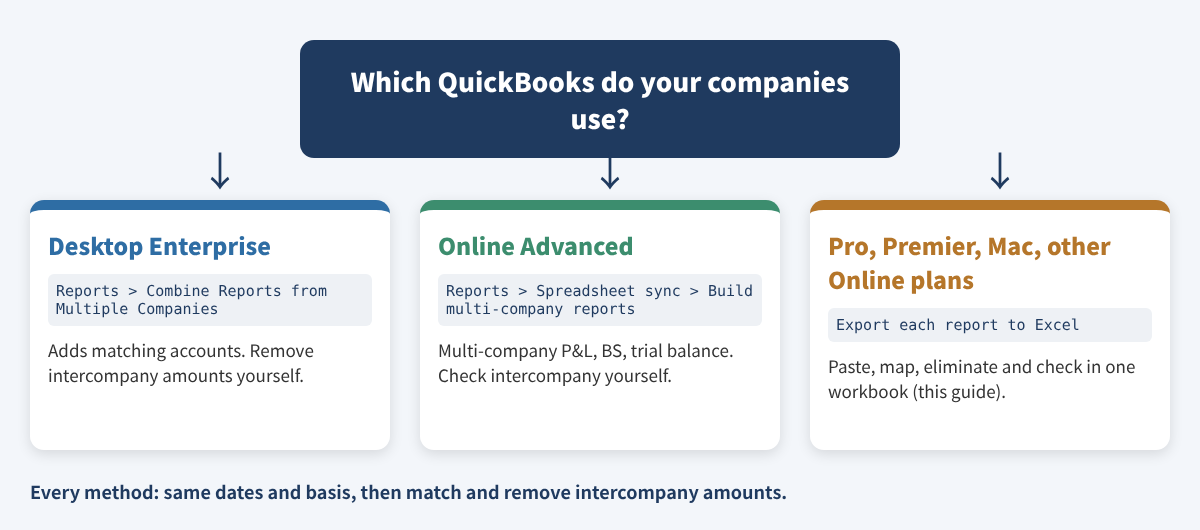 Which QuickBooks do your companies
use?
Desktop Enterprise
Reports > Combine Reports from
Multiple Companies
Adds matching accounts. Remove
intercompany amounts yourself.
Online Advanced
Reports > Spreadsheet sync > Build
multi-company reports
Multi-company P&L, BS, trial balance.
Check intercompany yourself.
Pro, Premier, Mac, other
Online plans
Export each report to Excel
Paste, map, eliminate and check in one
workbook (this guide).
Every method: same dates and basis, then match and remove intercompany amounts.